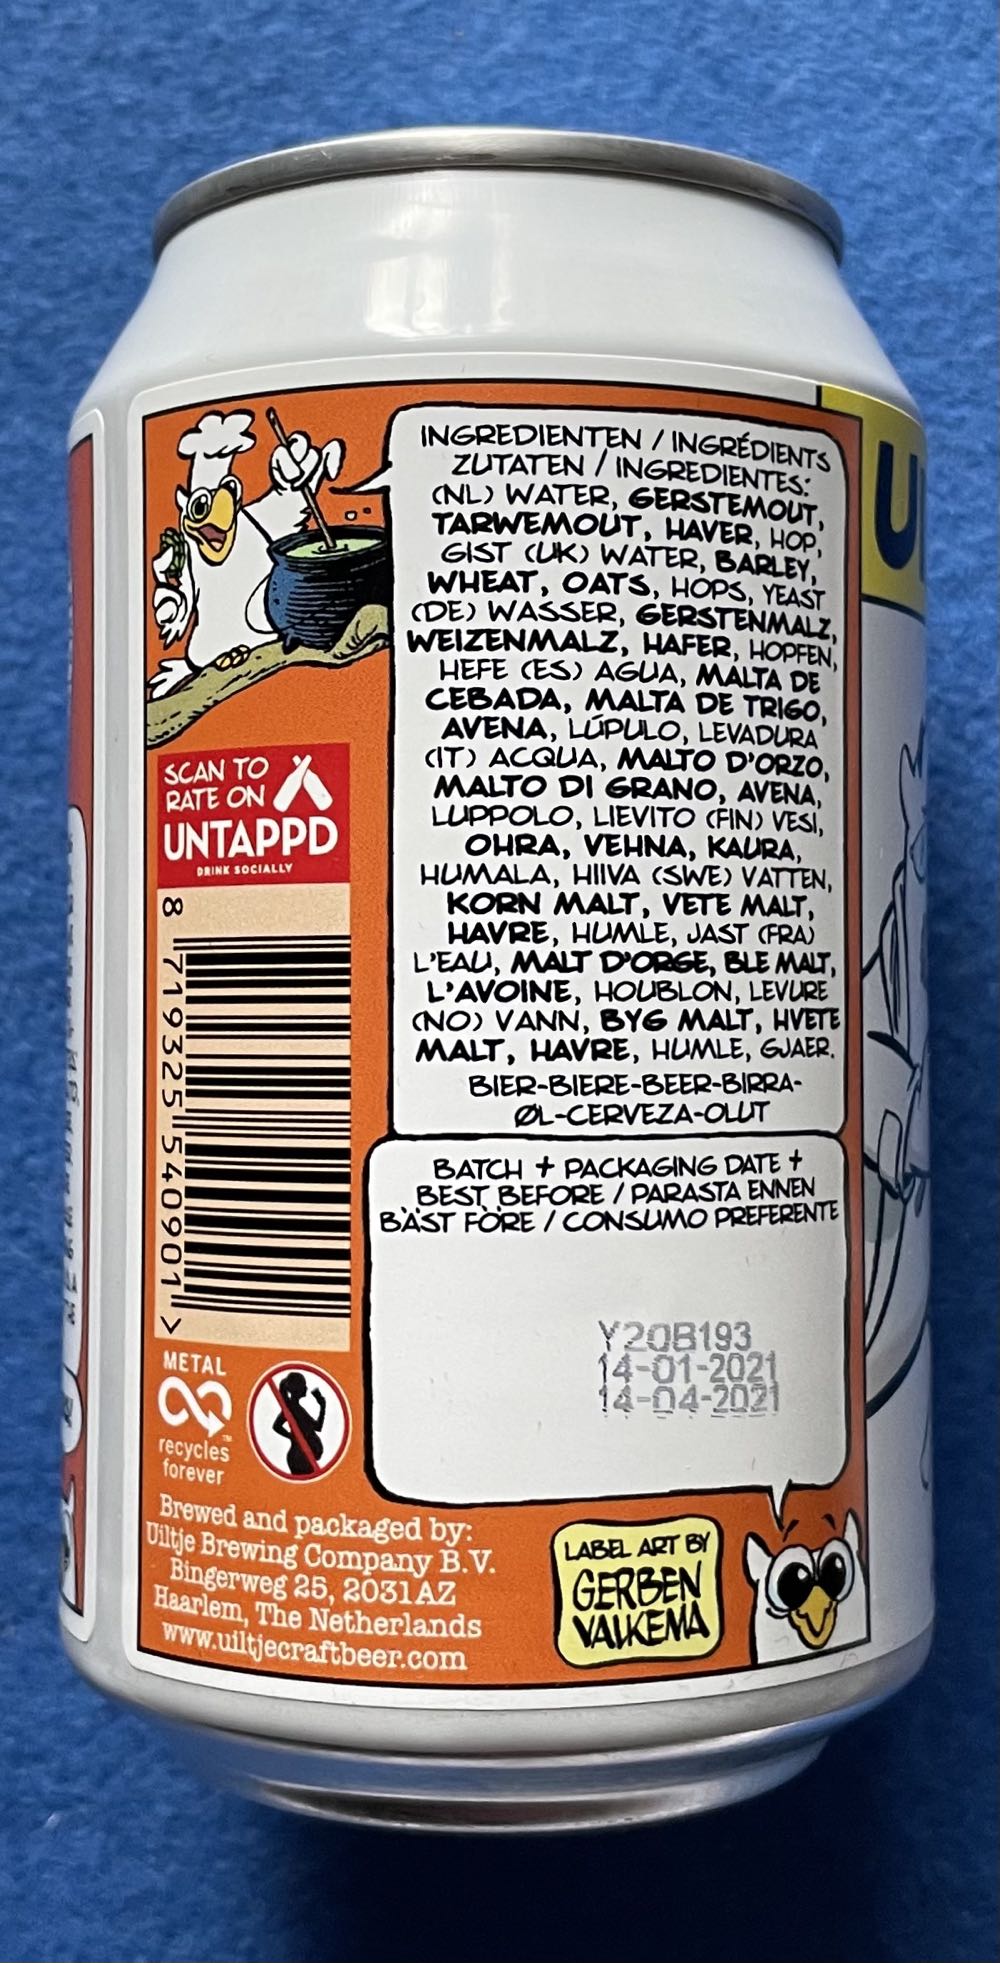 INGREDIENTEN / INGRÉDIENTS
ZUTATEN / INGREDIENTES:
(NL) WATER, GERSTEMOUT,
TARWEMOUT, HAVER, HOP,
GIST (UK) WATER, BARLEY,
WHEAT, OATS, HOPS, YEAST
(DE) WASSER, GERSTENMALZ,
WEIZENMALZ, HAFER, HOPFEN,
HEFE (ES) AGUA, MALTA DE
CEBADA, MALTA DE TRIGO,
AVENA, LÚPULO, LEVADURA
(IT) ACQUA, MALTO D'ORZO,
MALTO DI GRANO, AVENA,
LUPPOLO, LIEVITO (FIN) VESI,
OHRA, VEHNA, KAURA,
HUMALA, HIIVA (SWE) VATTEN,
KORN MALT, VETE MALT,
HAVRE, HUMLE, JAST (FRA)
L'EAU, MALT D'ORGE, BLE MALT,
L'AVOINE, HOUBLON, LEVURE
(NO) VANN, BYG MALT, HVETE
MALT, HAVRE, HUMLE, GJAER.
BIER-BIERE-BEER-BIRRA-
ØL-CERVEZA-OLUT
SCAN TO
RATE ON
UNTAPPD
DRINK SOCIALLY
8 719325 540901 >
BATCH + PACKAGING DATE +
BEST BEFORE / PARASTA ENNEN
BÄST FÖRE / CONSUMO PREFERENTE
Y20B193
14-01-2021
14-04-2021
METAL
recycles
forever™
Brewed and packaged by:
Uiltje Brewing Company B.V.
Bingerweg 25, 2031AZ
Haarlem, The Netherlands
www.uiltjecraftbeer.com
LABEL ART BY
GERBEN
VALKEMA
U